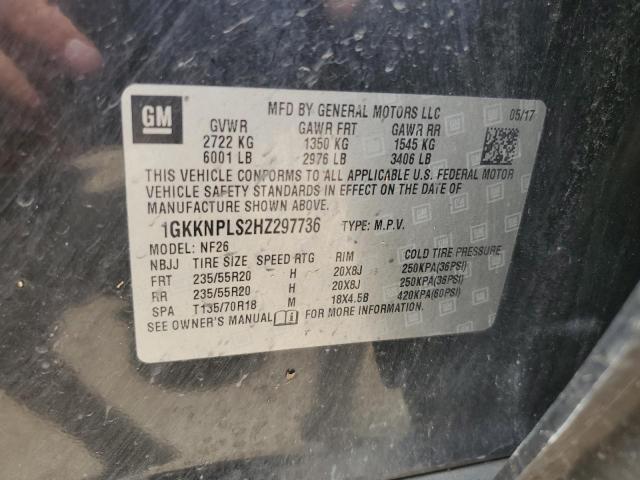 GM
MFD BY GENERAL MOTORS LLC 05/17
GVWR GAWR FRT GAWR RR
2722 KG 1350 KG 1545 KG
6001 LB 2976 LB 3406 LB
THIS VEHICLE CONFORMS TO ALL APPLICABLE U.S. FEDERAL MOTOR
VEHICLE SAFETY STANDARDS IN EFFECT ON THE DATE OF
MANUFACTURE SHOWN ABOVE.
1GKKNPLS2HZ297736 TYPE: M.P.V.
MODEL: NF26
NBJJ TIRE SIZE SPEED RTG RIM COLD TIRE PRESSURE
FRT 235/55R20 H 20X8J 250KPA(36PSI)
RR 235/55R20 H 20X8J 250KPA(36PSI)
SPA T135/70R18 M 18X4.5B 420KPA(60PSI)
SEE OWNER'S MANUAL FOR MORE INFORMATION.